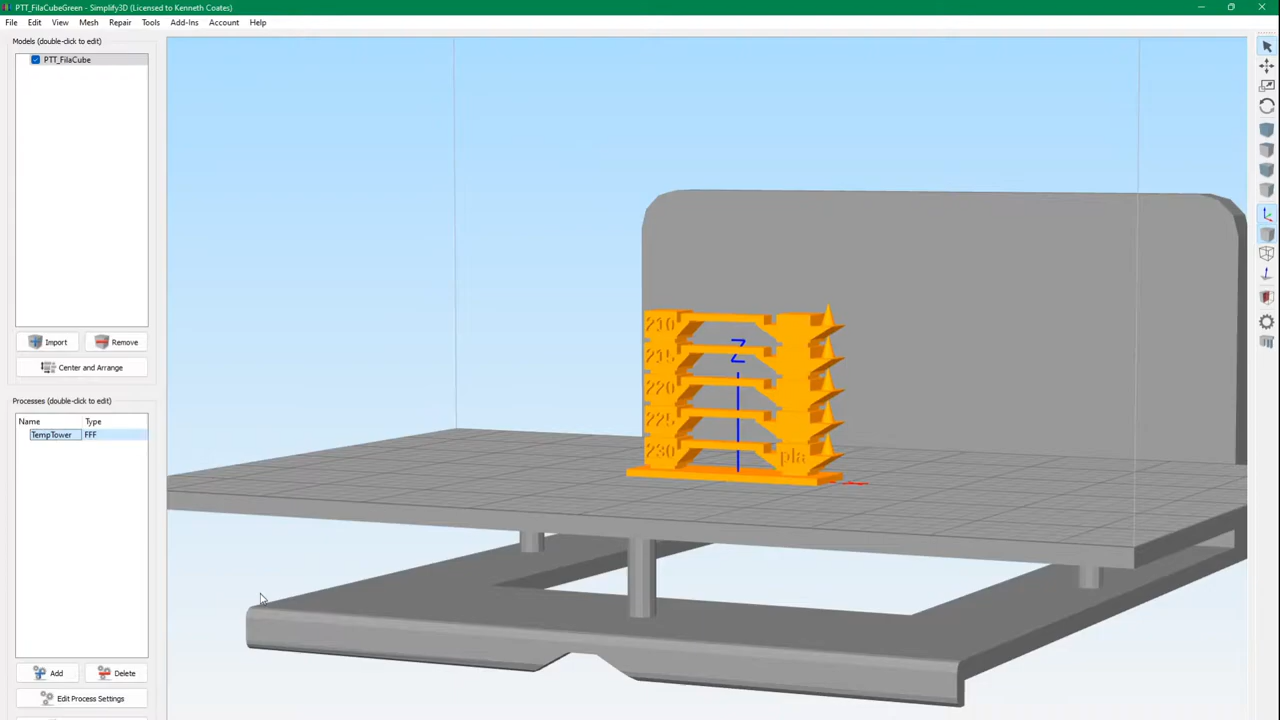 PTT_FilaCubeGreen - Simplify3D (Licensed to Kenneth Coates)
File Edit View Mesh Repair Tools Add-Ins Account Help
Models (double-click to edit)
PTT_FilaCube
Import Remove
Center and Arrange
Processes (double-click to edit)
Name Type
TempTower FFF
Add Delete
Edit Process Settings
210
215
220
225
230 pla
Z